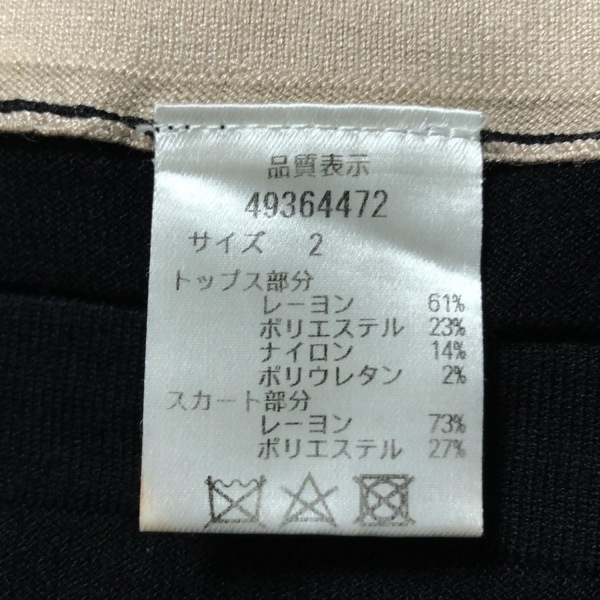 品質表示
49364472
サイズ 2
トップス部分
レーヨン 61%
ポリエステル 23%
ナイロン 14%
ポリウレタン 2%
スカート部分
レーヨン 73%
ポリエステル 27%